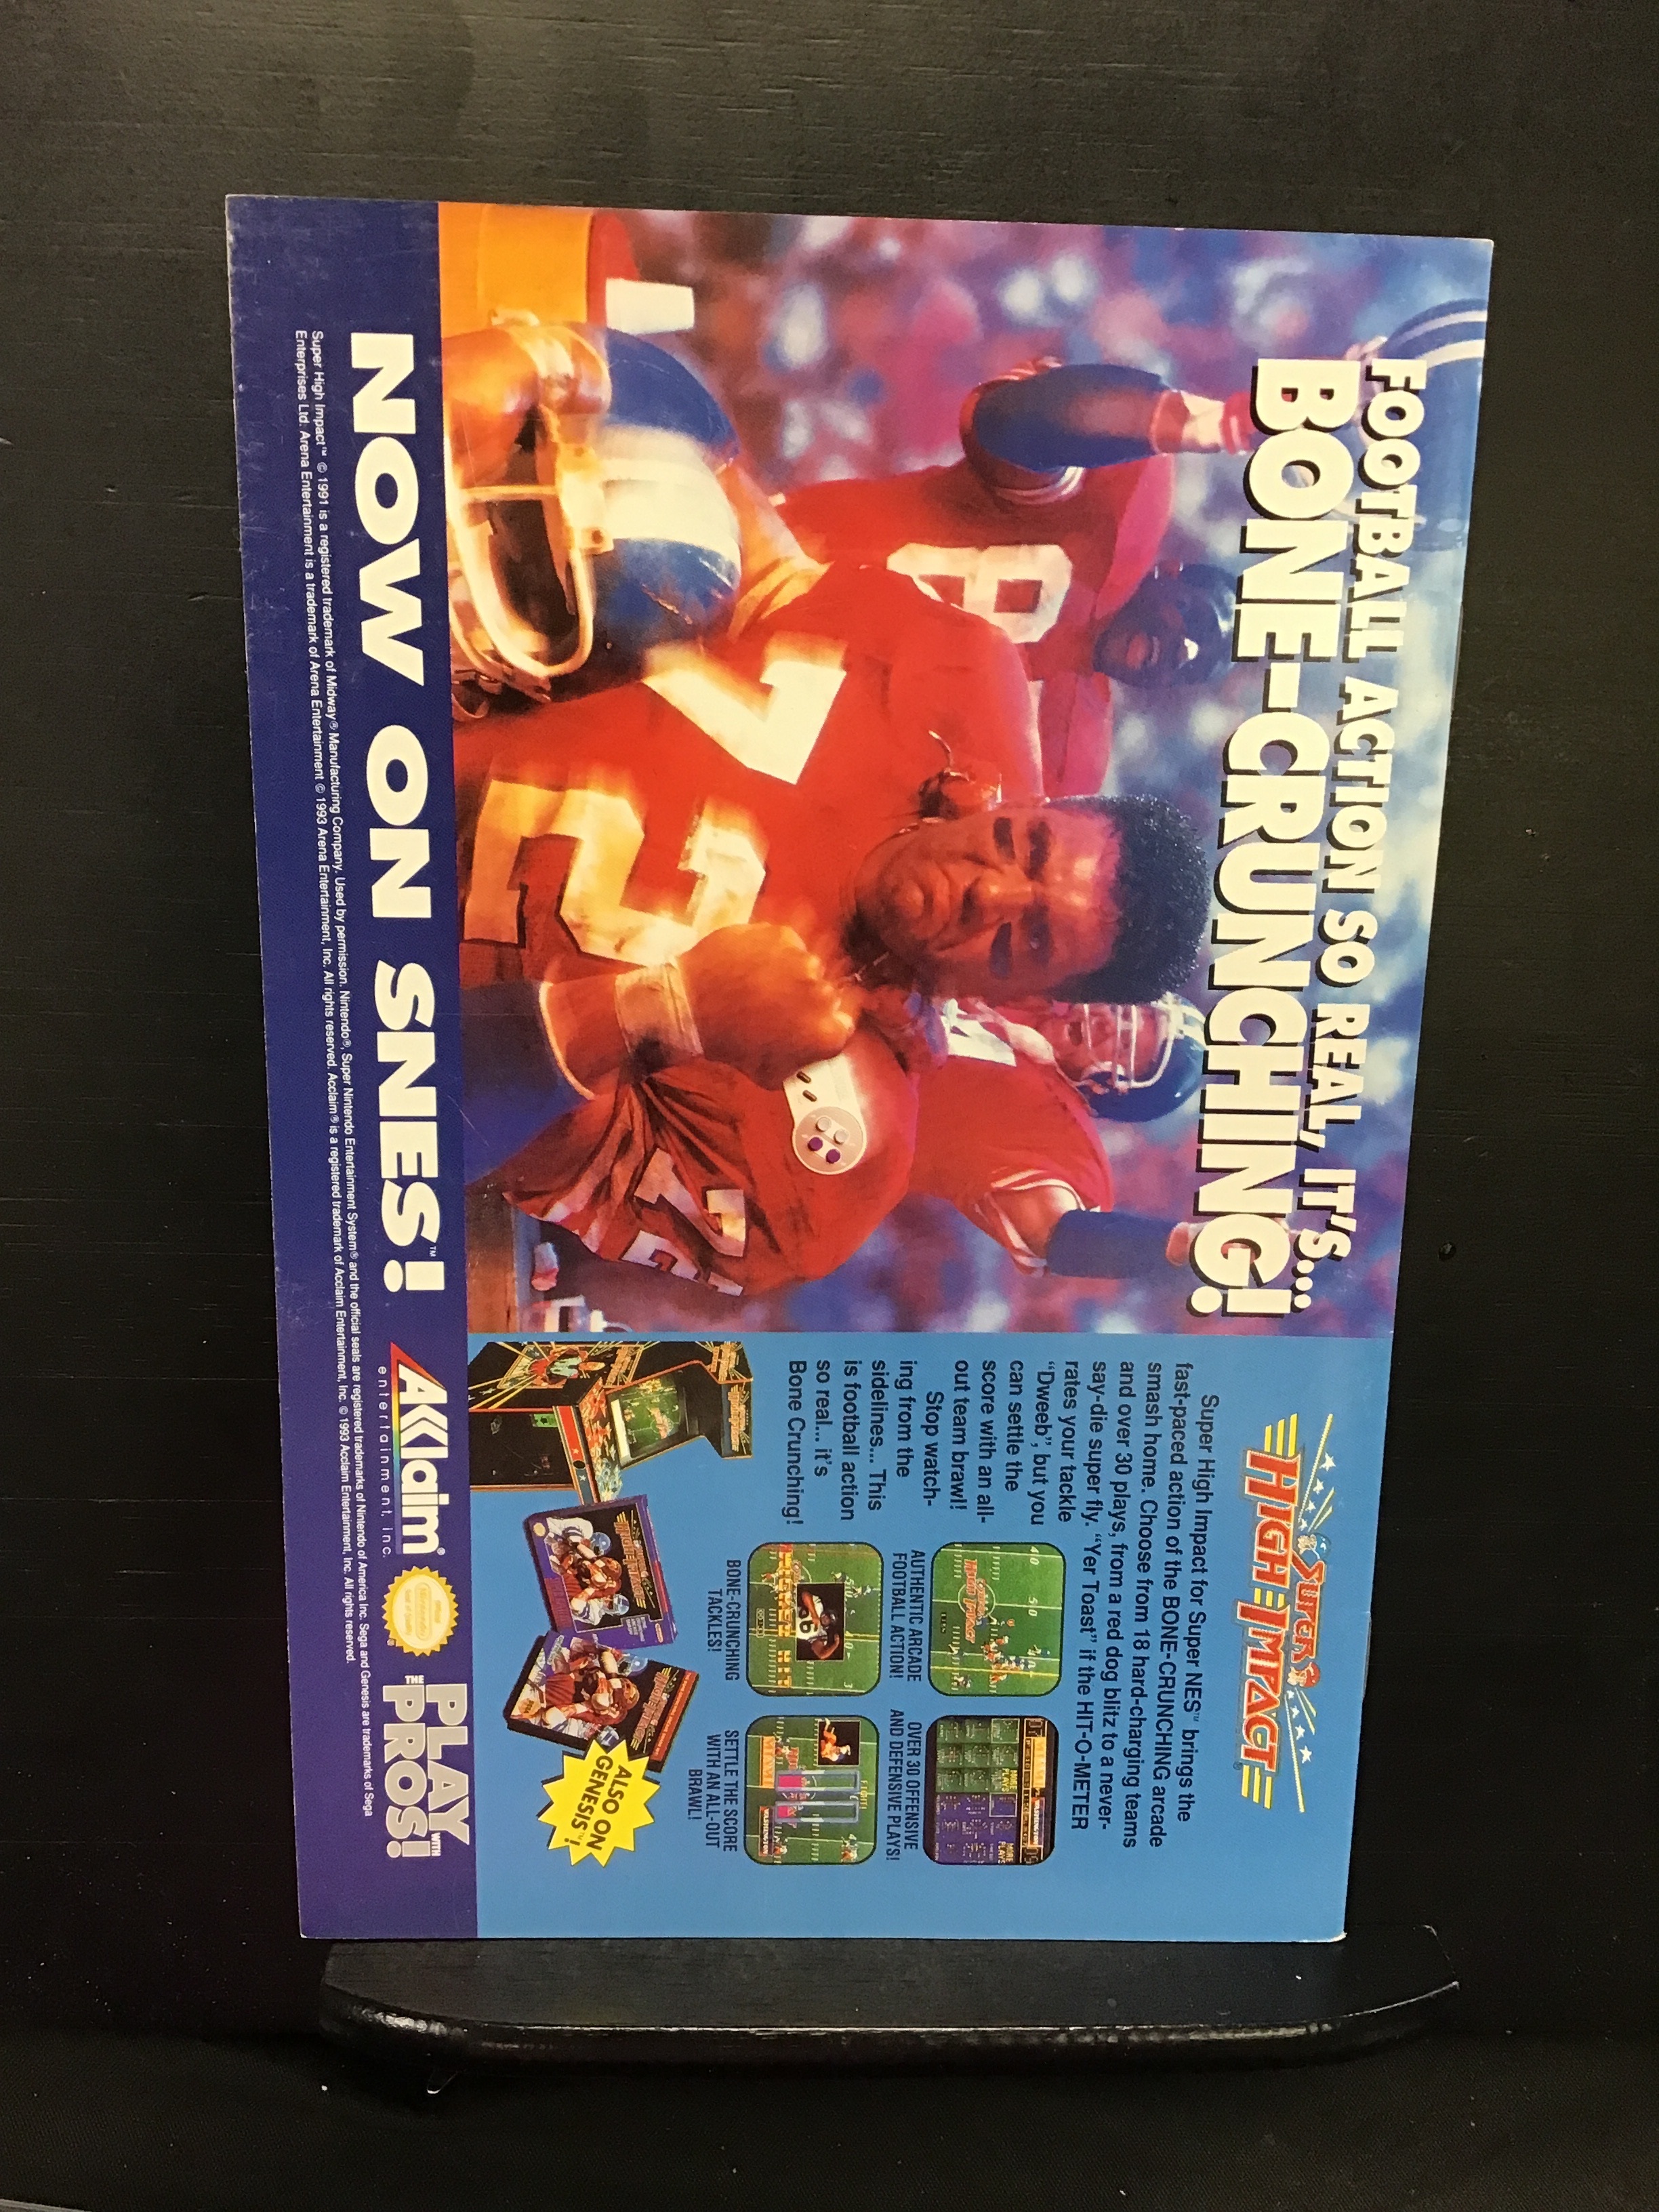 FOOTBALL ACTION SO REAL, IT'S...
BONE-CRUNCHING!
SUPER
HIGH IMPACT
Super High Impact for Super NES™ brings the
fast-paced action of the BONE-CRUNCHING arcade
smash home. Choose from 18 hard-charging teams
and over 30 plays, from a red dog blitz to a never-
say-die super fly. "Yer Toast" if the HIT-O-METER
rates your tackle
"Dweeb", but you
can settle the
score with an all-
out team brawl!
Stop watch-
ing from the
sidelines... This
is football action
so real... it's
Bone Crunching!
AUTHENTIC ARCADE
FOOTBALL ACTION!
OVER 30 OFFENSIVE
AND DEFENSIVE PLAYS!
BONE-CRUNCHING
TACKLES!
SETTLE THE SCORE
WITH AN ALL-OUT
BRAWL!
ALSO ON
GENESIS™!
NOW ON SNES!™
AKKlaim®
entertainment, inc.
Nintendo
PLAY WITH
THE PROS!
Super High Impact™ © 1991 is a registered trademark of Midway® Manufacturing Company. Used by permission. Nintendo®, Super Nintendo Entertainment System® and the official seals are registered trademarks of Nintendo of America Inc. Sega and Genesis are trademarks of Sega
Enterprises Ltd. Arena Entertainment is a trademark of Arena Entertainment © 1993 Arena Entertainment, Inc. All rights reserved. Acclaim® is a registered trademark of Acclaim Entertainment, Inc. © 1993 Acclaim Entertainment, Inc. All rights reserved.